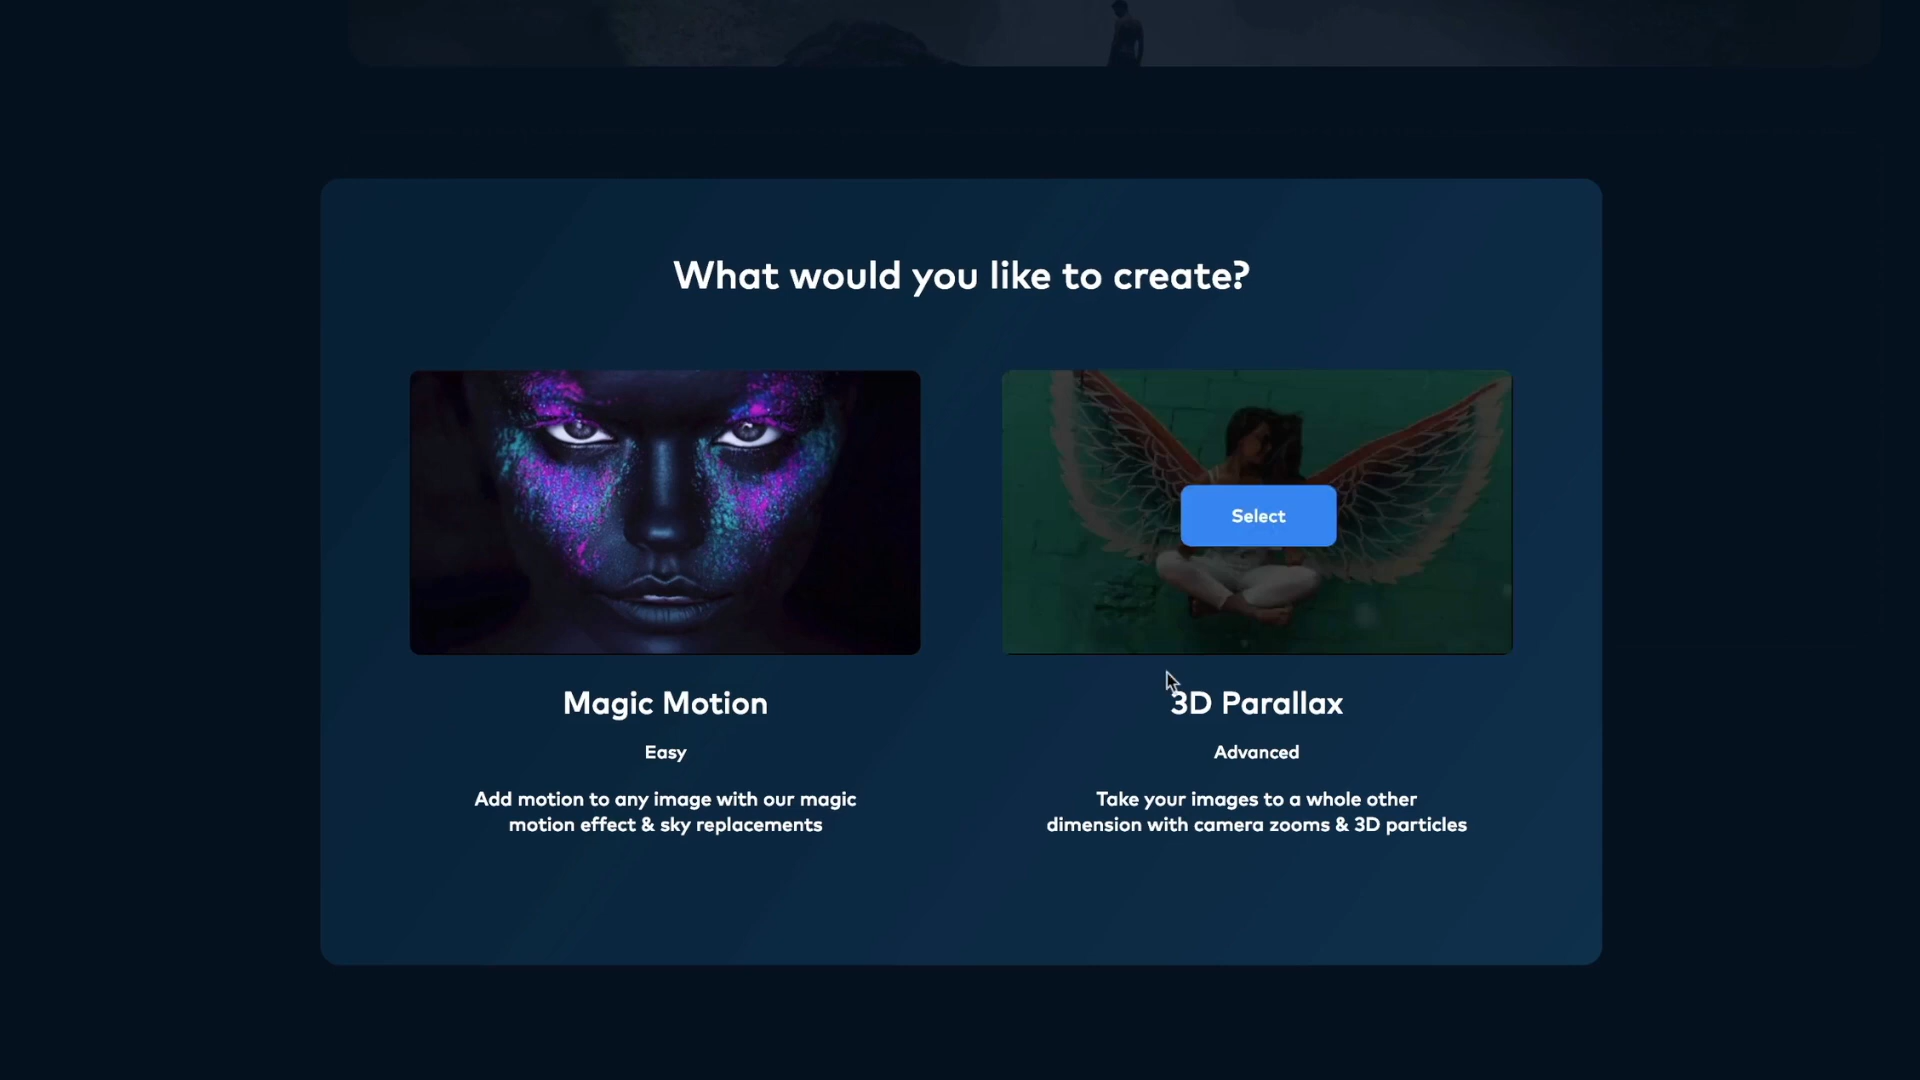 What would you like to create?
Select
Magic Motion
3D Parallax
Easy
Advanced
Add motion to any image with our magic
motion effect & sky replacements
Take your images to a whole other
dimension with camera zooms & 3D particles